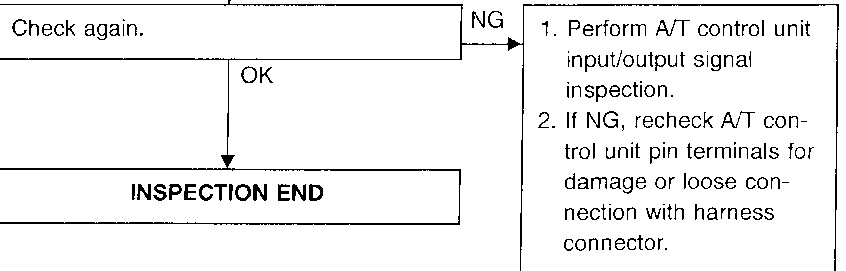 Check again.
NG
OK
INSPECTION END
1. Perform A/T control unit
input/output signal
inspection.
2. If NG, recheck A/T con-
trol unit pin terminals for
damage or loose con-
nection with harness
connector.